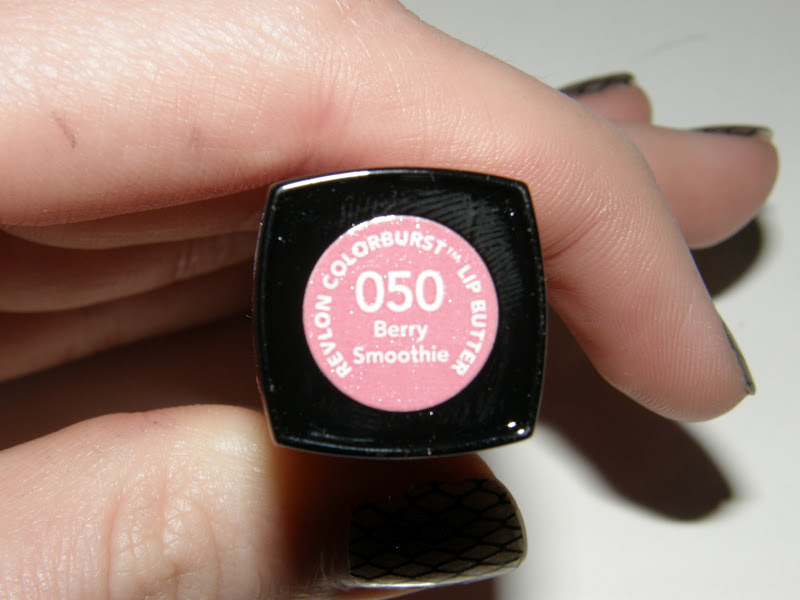 REVLON COLORBURST™ LIP BUTTER
050
Berry
Smoothie